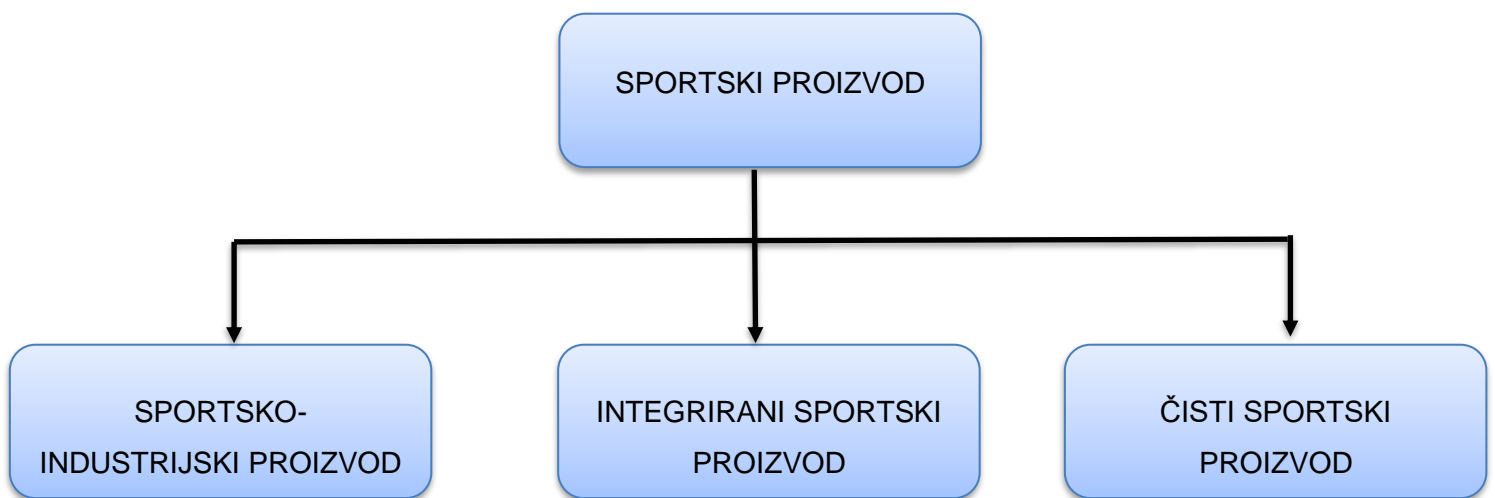 SPORTSKI PROIZVOD
SPORTSKO-
INDUSTRIJSKI PROIZVOD
INTEGRIRANI SPORTSKI
PROIZVOD
ČISTI SPORTSKI
PROIZVOD